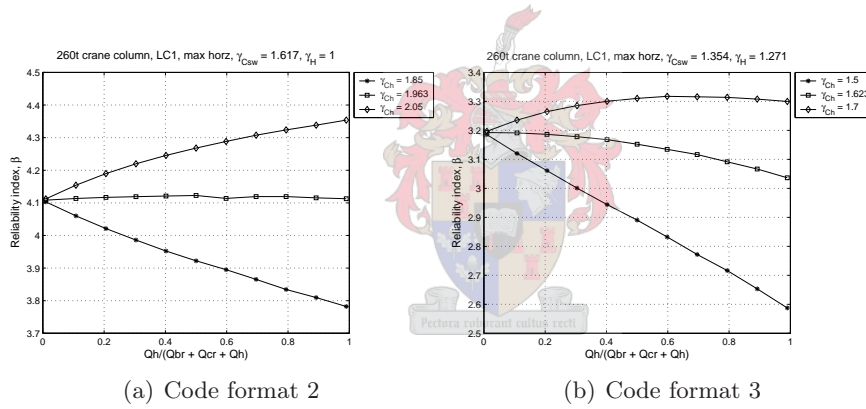 260t crane column, LC1, max horz, γCsw = 1.617, γH = 1
4.5
4.4
4.3
4.2
4.1
4
3.9
3.8
3.7
Reliability index, β
0
0.2
0.4
0.6
0.8
1
Qh/(Qbr + Qcr + Qh)
γCh = 1.85
γCh = 1.963
γCh = 2.05
(a) Code format 2
260t crane column, LC1, max horz, γCsw = 1.354, γH = 1.271
3.4
3.3
3.2
3.1
3.0
2.9
2.8
2.7
2.6
2.5
Reliability index, β
0
0.2
0.4
0.6
0.8
1
Qh/(Qbr + Qcr + Qh)
γCh = 1.5
γCh = 1.623
γCh = 1.7
(b) Code format 3
Pectora roborant cultus recti